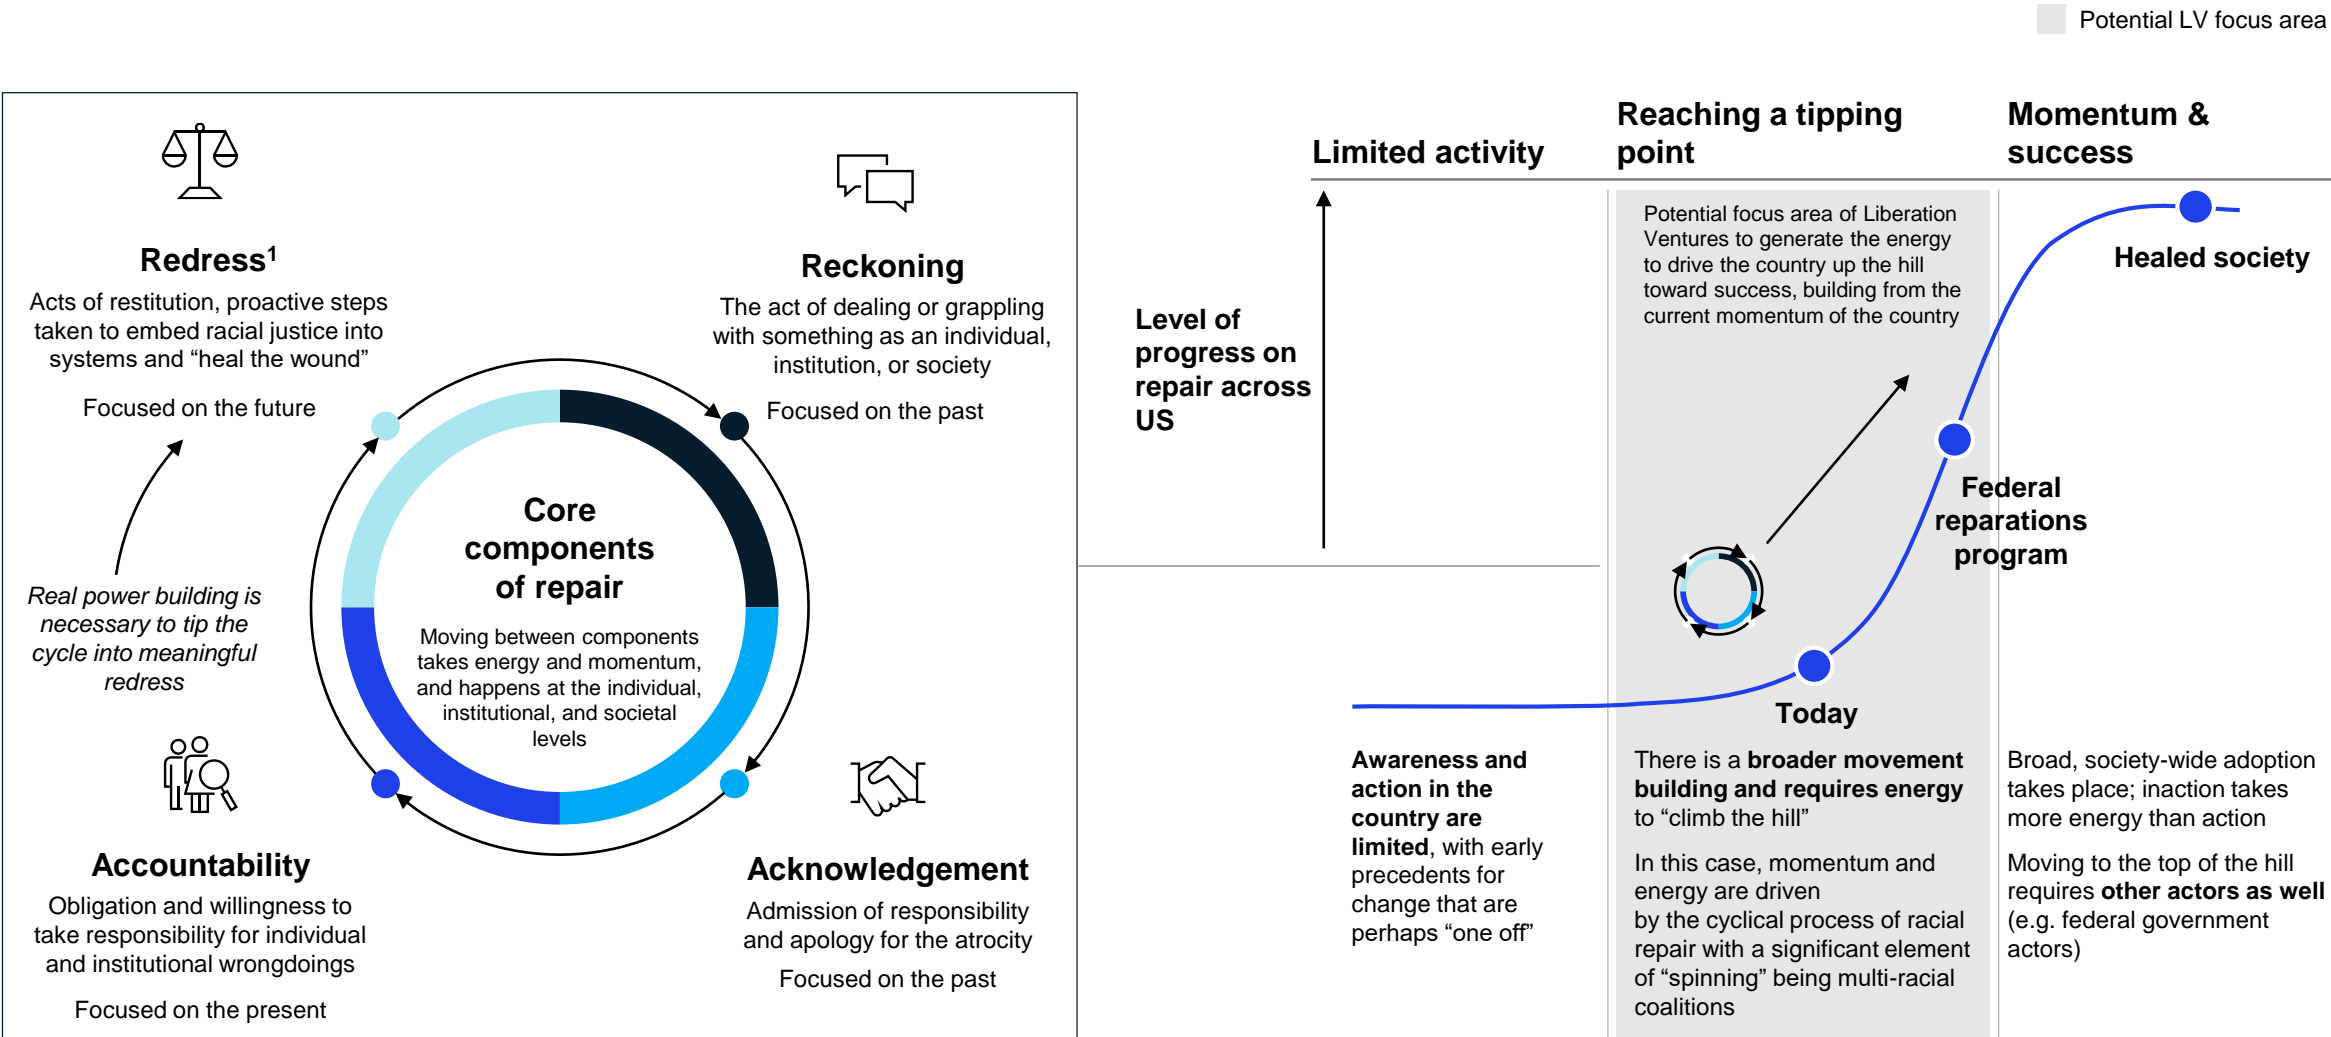 Potential LV focus area
Redress¹
Acts of restitution, proactive steps
taken to embed racial justice into
systems and “heal the wound”
Focused on the future
Reckoning
The act of dealing or grappling
with something as an individual,
institution, or society
Focused on the past
Real power building is
necessary to tip the
cycle into meaningful
redress
Core
components
of repair
Moving between components
takes energy and momentum,
and happens at the individual,
institutional, and societal
levels
Accountability
Obligation and willingness to
take responsibility for individual
and institutional wrongdoings
Focused on the present
Acknowledgement
Admission of responsibility
and apology for the atrocity
Focused on the past
Level of
progress on
repair across
US
Limited activity
Reaching a tipping
point
Momentum &
success
Potential focus area of Liberation
Ventures to generate the energy
to drive the country up the hill
toward success, building from the
current momentum of the country
Healed society
Federal
reparations
program
Today
Awareness and
action in the
country are
limited, with early
precedents for
change that are
perhaps “one off”
There is a broader movement
building and requires energy
to “climb the hill”
In this case, momentum and
energy are driven
by the cyclical process of racial
repair with a significant element
of “spinning” being multi-racial
coalitions
Broad, society-wide adoption
takes place; inaction takes
more energy than action
Moving to the top of the hill
requires other actors as well
(e.g. federal government
actors)